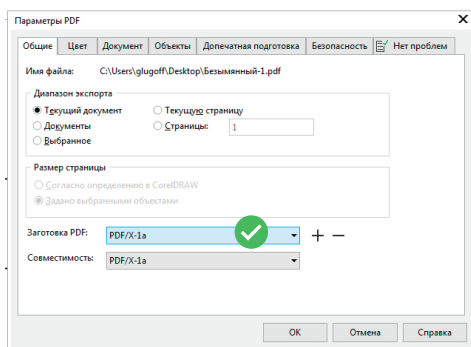 Параметры PDF
Общие Цвет Документ Объекты Допечатная подготовка Безопасность Нет проблем
Имя файла: C:\Users\glugoff\Desktop\Безымянный-1.pdf
Диапазон экспорта
Текущий документ Текущую страницу
Документы Страницы: 1
Выбранное
Размер страницы
Согласно определению в CorelDRAW
Задано выбранными объектами
Заготовка PDF: PDF/X-1a
Совместимость: PDF/X-1a
OK Отмена Справка